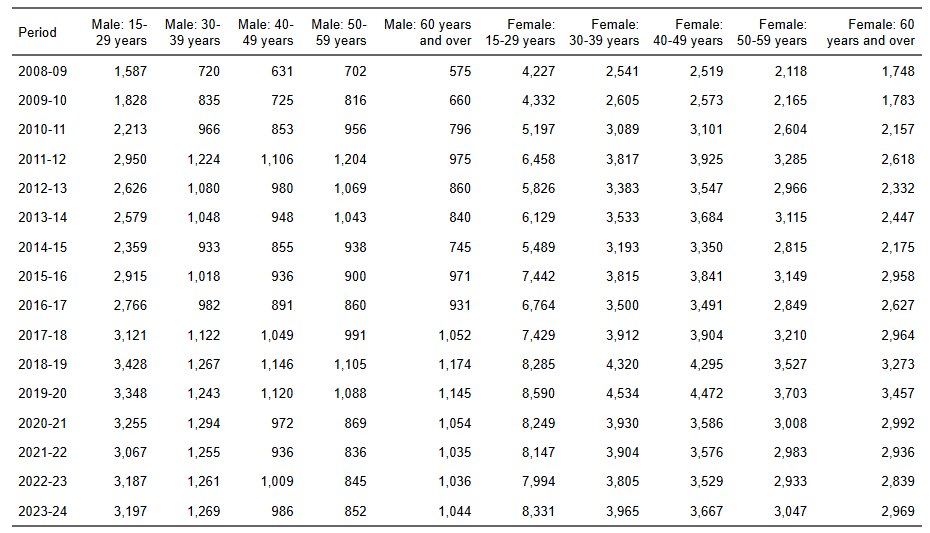 Period Male: 15-29 years Male: 30-39 years Male: 40-49 years Male: 50-59 years Male: 60 years and over Female: 15-29 years Female: 30-39 years Female: 40-49 years Female: 50-59 years Female: 60 years and over
2008-09 1,587 720 631 702 575 4,227 2,541 2,519 2,118 1,748
2009-10 1,828 835 725 816 660 4,332 2,605 2,573 2,165 1,783
2010-11 2,213 966 853 956 796 5,197 3,089 3,101 2,604 2,157
2011-12 2,950 1,224 1,106 1,204 975 6,458 3,817 3,925 3,285 2,618
2012-13 2,626 1,080 980 1,069 860 5,826 3,383 3,547 2,966 2,332
2013-14 2,579 1,048 948 1,043 840 6,129 3,533 3,684 3,115 2,447
2014-15 2,359 933 855 938 745 5,489 3,193 3,350 2,815 2,175
2015-16 2,915 1,018 936 900 971 7,442 3,815 3,841 3,149 2,958
2016-17 2,766 982 891 860 931 6,764 3,500 3,491 2,849 2,627
2017-18 3,121 1,122 1,049 991 1,052 7,429 3,912 3,904 3,210 2,964
2018-19 3,428 1,267 1,146 1,105 1,174 8,285 4,320 4,295 3,527 3,273
2019-20 3,348 1,243 1,120 1,088 1,145 8,590 4,534 4,472 3,703 3,457
2020-21 3,255 1,294 972 869 1,054 8,249 3,930 3,586 3,008 2,992
2021-22 3,067 1,255 936 836 1,035 8,147 3,904 3,576 2,983 2,936
2022-23 3,187 1,261 1,009 845 1,036 7,994 3,805 3,529 2,933 2,839
2023-24 3,197 1,269 986 852 1,044 8,331 3,965 3,667 3,047 2,969